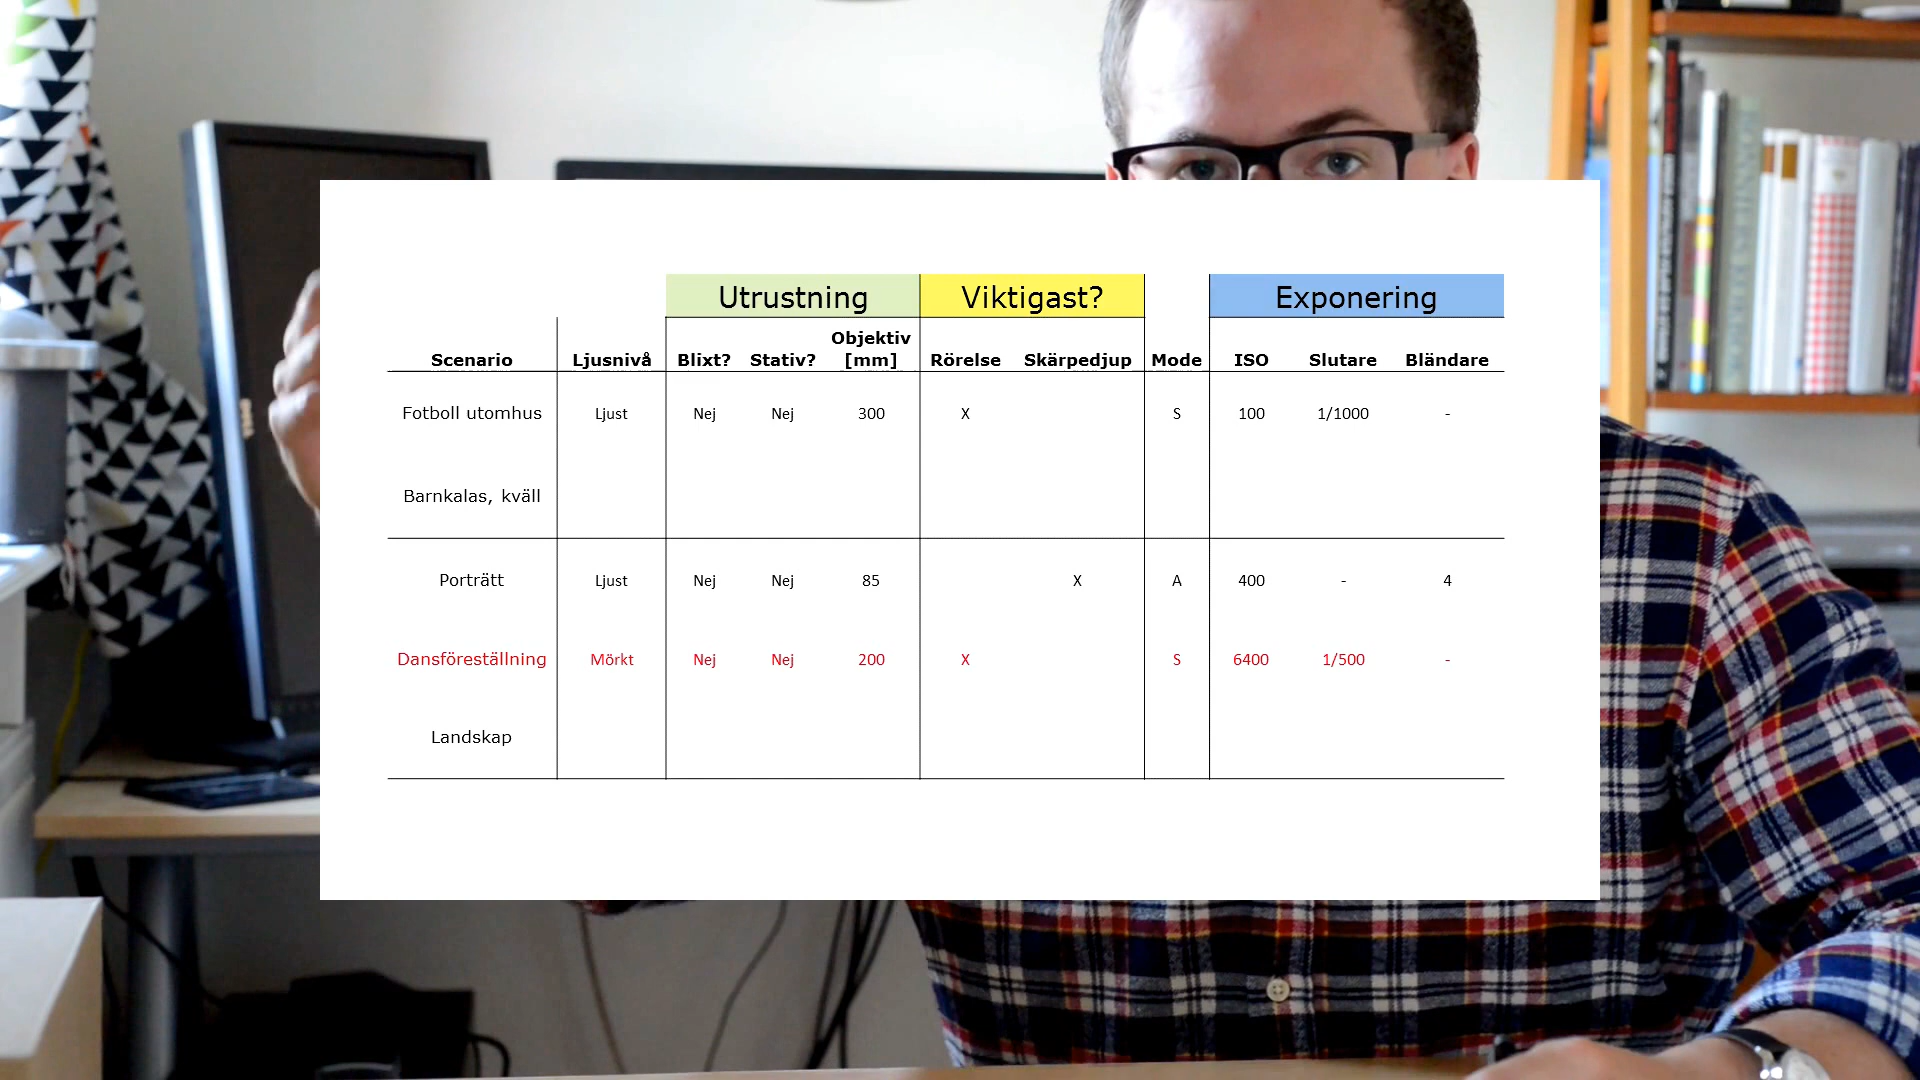 Utrustning Viktigast? Exponering
Scenario Ljusnivå Blixt? Stativ? Objektiv [mm] Rörelse Skärpedjup Mode ISO Slutare Bländare
Fotboll utomhus Ljust Nej Nej 300 X S 100 1/1000 -
Barnkalas, kväll
Porträtt Ljust Nej Nej 85 X A 400 - 4
Dansföreställning Mörkt Nej Nej 200 X S 6400 1/500 -
Landskap